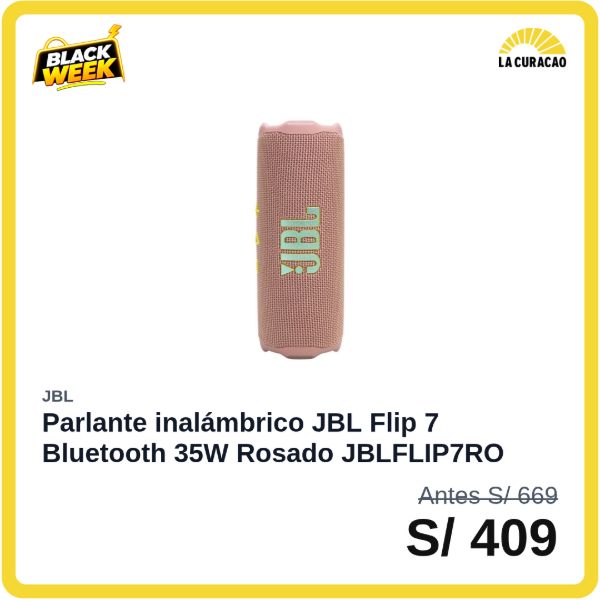 BLACK
WEEK
LA CURACAO
JBL
JBL
Parlante inalámbrico JBL Flip 7
Bluetooth 35W Rosado JBLFLIP7RO
Antes S/ 669
S/ 409